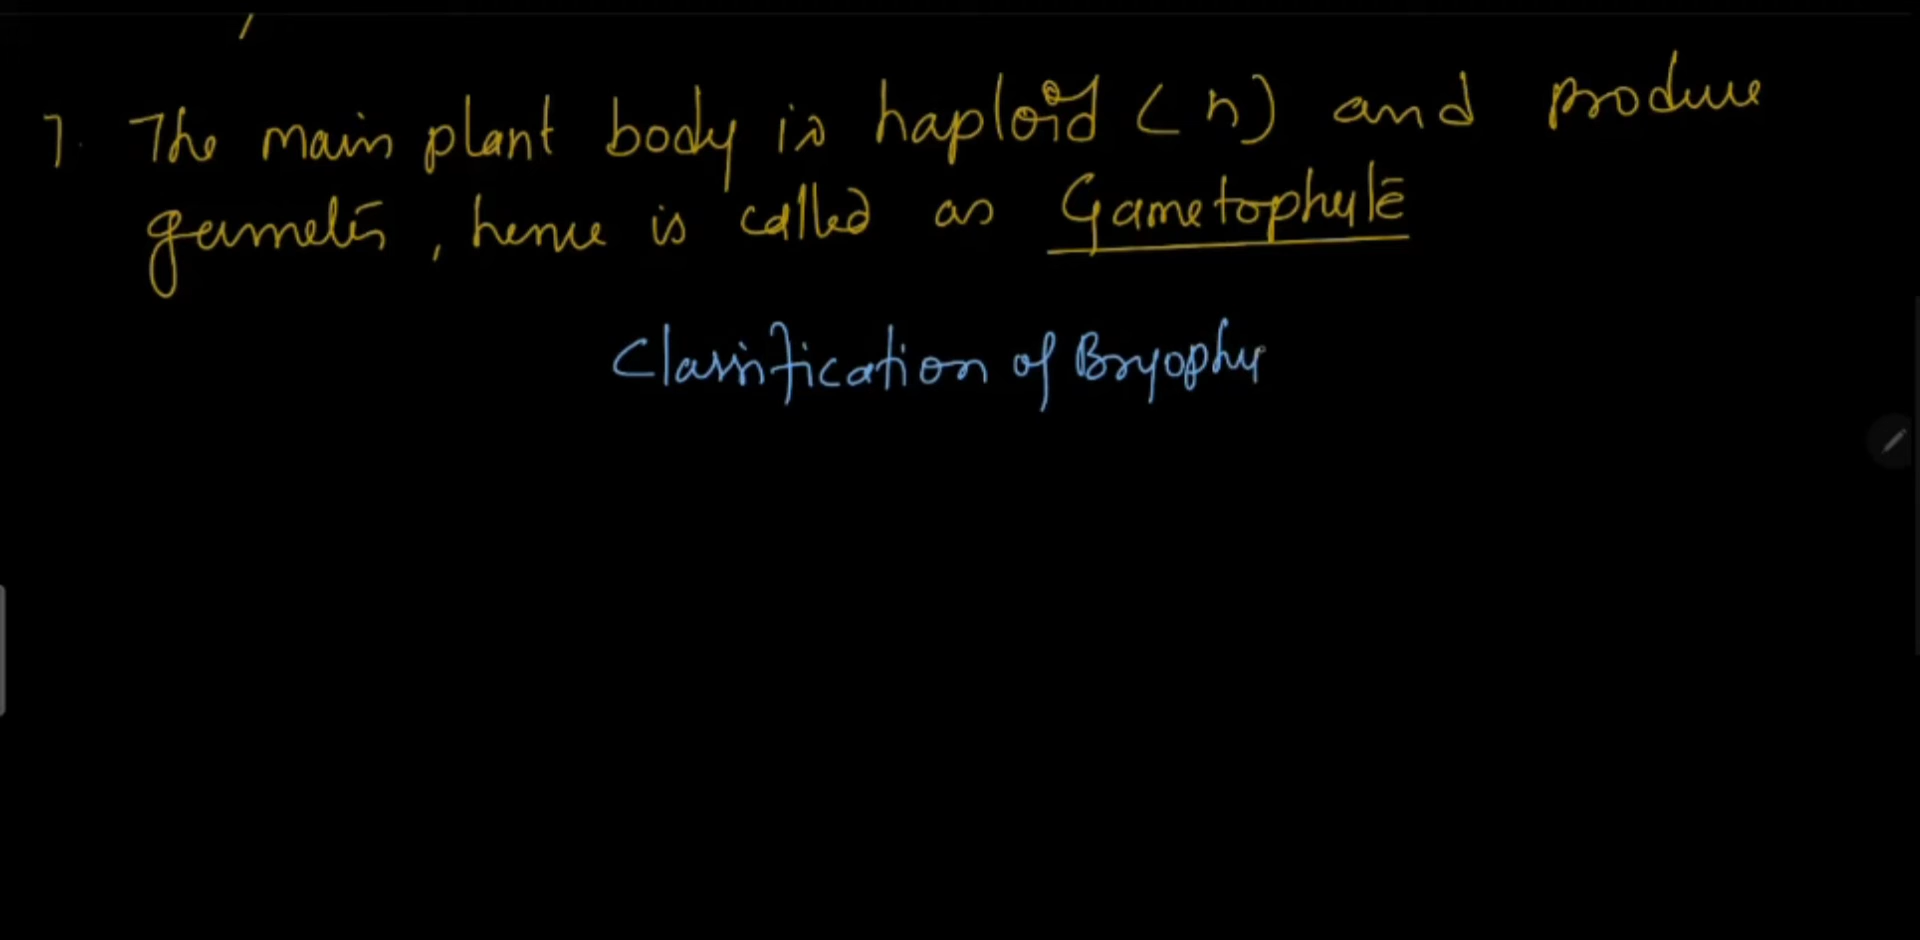 7. The main plant body is haploid (n) and produce
gametes, hence is called as Gametophyte
Classification of Bryophy